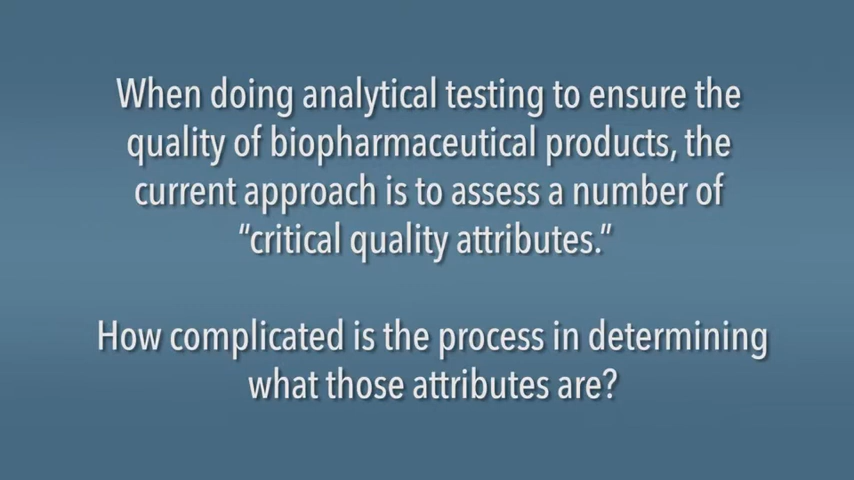 When doing analytical testing to ensure the
quality of biopharmaceutical products, the
current approach is to assess a number of
“critical quality attributes.”
How complicated is the process in determining
what those attributes are?